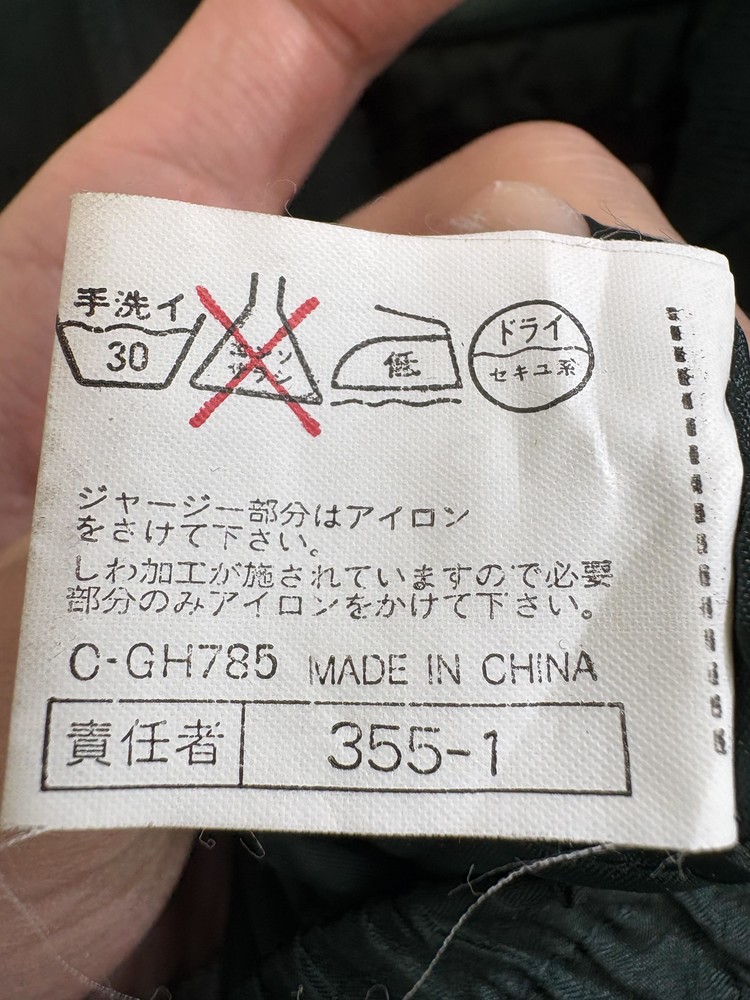 手洗イ
30
エンソ
サラシ
低
ドライ
セキユ系
ジャージー部分はアイロン
をさけて下さい。
しわ加工が施されていますので必要
部分のみアイロンをかけて下さい。
C-GH785 MADE IN CHINA
責任者 355-1